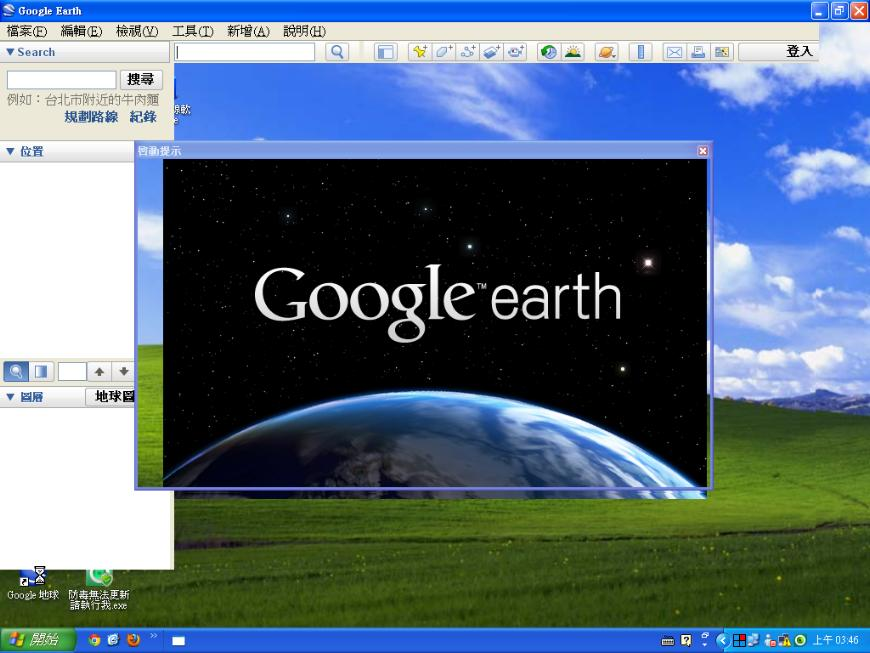 Google Earth
檔案(F) 編輯(E) 檢視(V) 工具(T) 新增(A) 說明(H)
Search
登入
搜尋
例如：台北市附近的牛肉麵
規劃路線 紀錄
位置
啟動提示
Google™ earth
圖層
地球圖
Google 地球
防毒無法更新
請執行我.exe
開始
上午 03:46